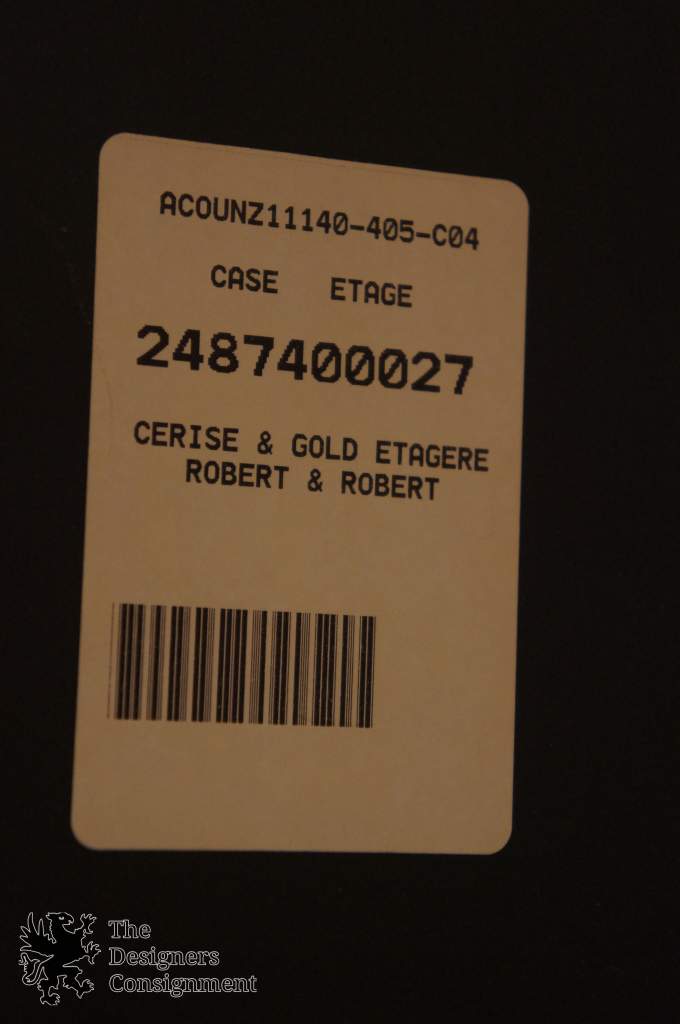 ACOUNZ11140-405-C04
CASE ETAGE
2487400027
CERISE & GOLD ETAGERE
ROBERT & ROBERT
The
Designers
Consignment